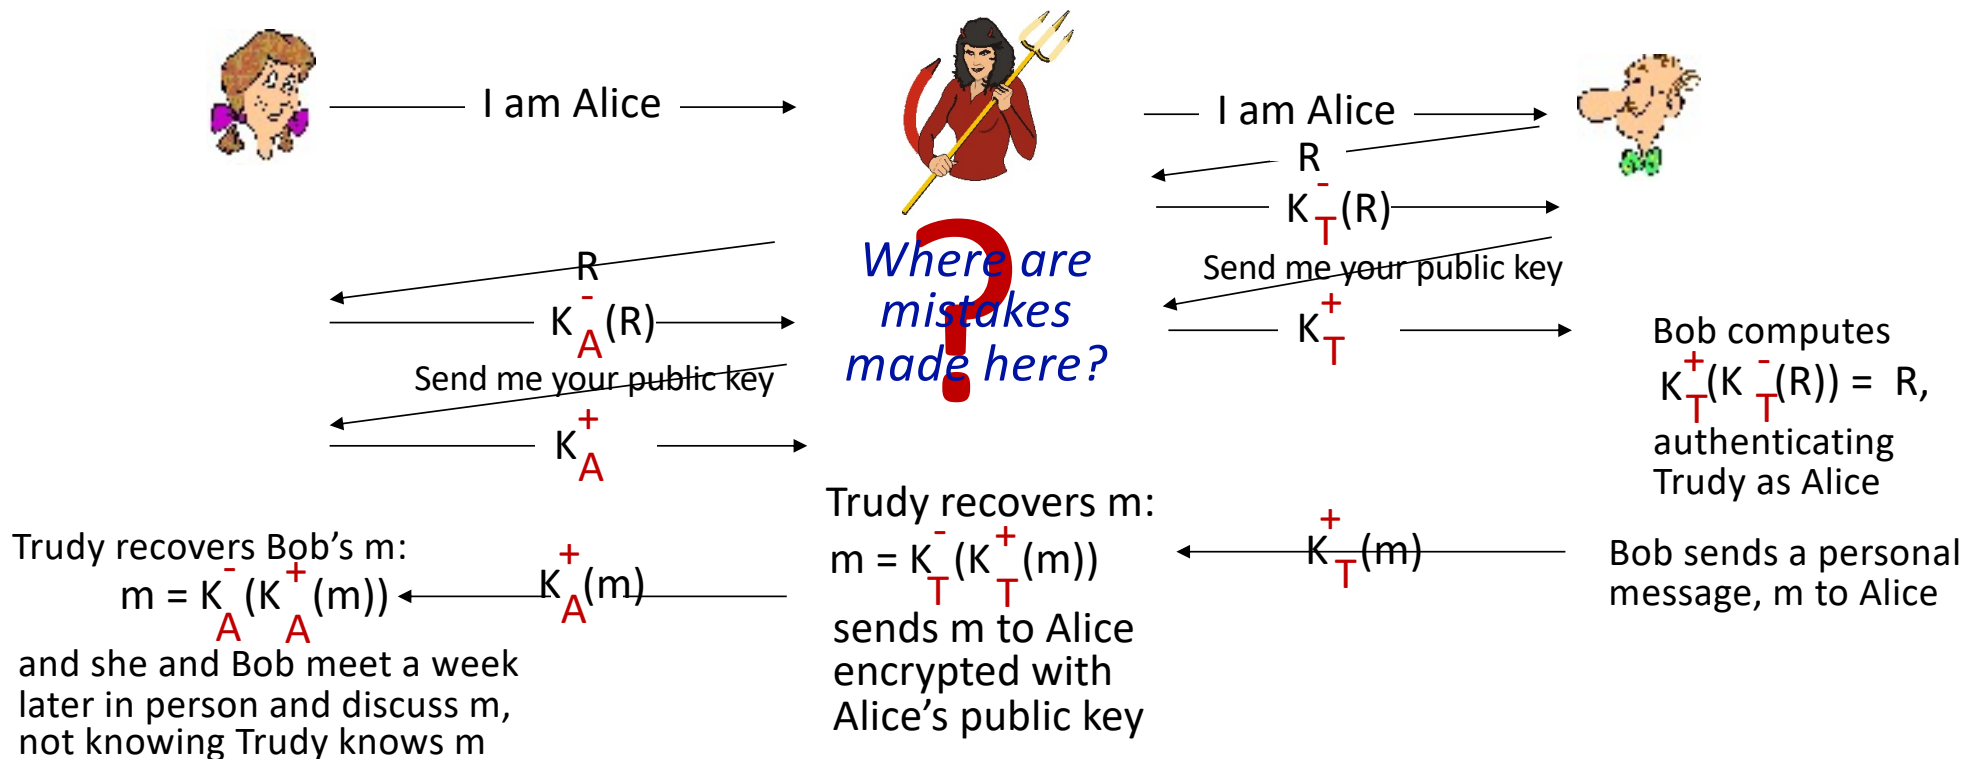 I am Alice
I am Alice
R
K⁻T(R)
Send me your public key
K⁺T
R
K⁻A(R)
Send me your public key
K⁺A
?
Where are
mistakes
made here?
Bob computes
K⁺T(K⁻T(R)) = R,
authenticating
Trudy as Alice
K⁺T(m)
Bob sends a personal
message, m to Alice
Trudy recovers m:
m = K⁻T(K⁺T(m))
sends m to Alice
encrypted with
Alice’s public key
K⁺A(m)
Trudy recovers Bob’s m:
m = K⁻A(K⁺A(m))
and she and Bob meet a week
later in person and discuss m,
not knowing Trudy knows m